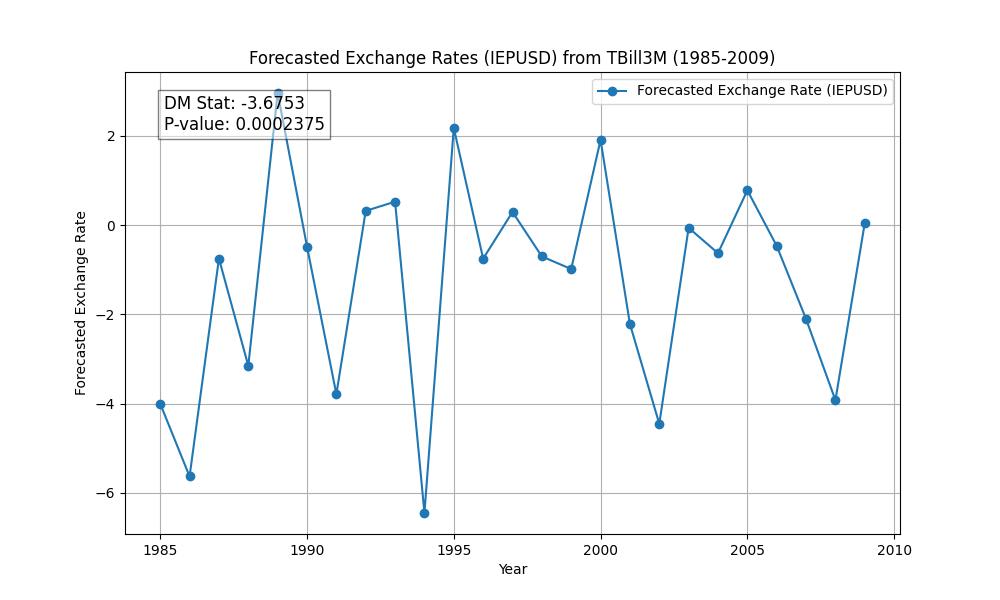 Forecasted Exchange Rates (IEPUSD) from TBill3M (1985-2009)
DM Stat: -3.6753
P-value: 0.0002375
Forecasted Exchange Rate (IEPUSD)
Forecasted Exchange Rate
2
0
−2
−4
−6
1985 1990 1995 2000 2005 2010
Year